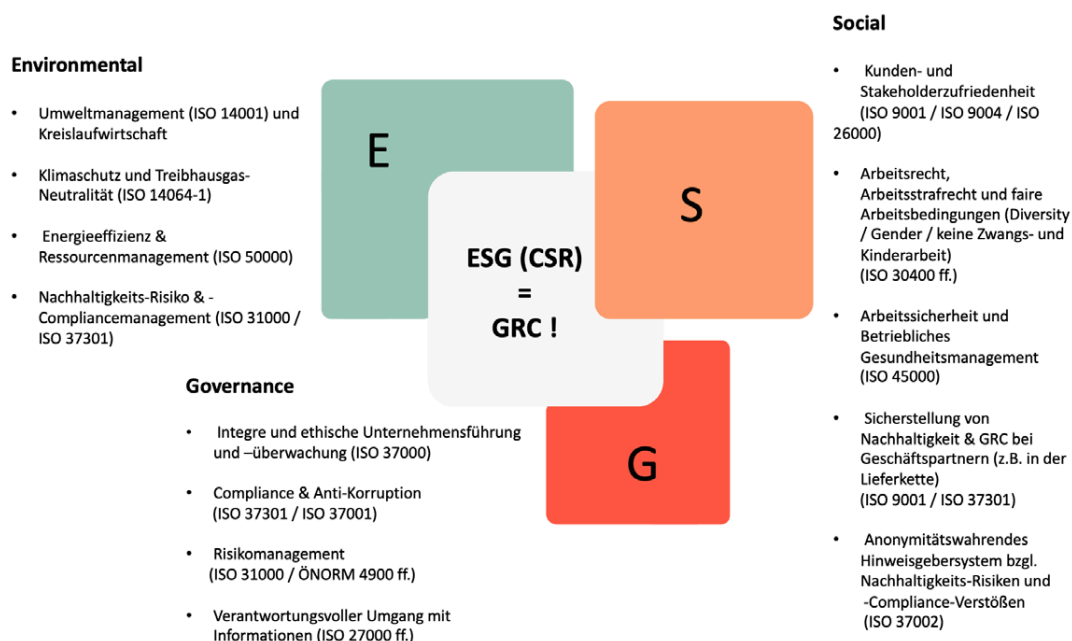 Environmental
• Umweltmanagement (ISO 14001) und
Kreislaufwirtschaft
• Klimaschutz und Treibhausgas-
Neutralität (ISO 14064-1)
• Energieeffizienz &
Ressourcenmanagement (ISO 50000)
• Nachhaltigkeits-Risiko & -
Compliancemanagement (ISO 31000 /
ISO 37301)
E
S
ESG (CSR)
=
GRC !
G
Governance
• Integre und ethische Unternehmensführung
und –überwachung (ISO 37000)
• Compliance & Anti-Korruption
(ISO 37301 / ISO 37001)
• Risikomanagement
(ISO 31000 / ÖNORM 4900 ff.)
• Verantwortungsvoller Umgang mit
Informationen (ISO 27000 ff.)
Social
• Kunden- und
Stakeholderzufriedenheit
(ISO 9001 / ISO 9004 / ISO
26000)
• Arbeitsrecht,
Arbeitsstrafrecht und faire
Arbeitsbedingungen (Diversity
/ Gender / keine Zwangs- und
Kinderarbeit)
(ISO 30400 ff.)
• Arbeitssicherheit und
Betriebliches
Gesundheitsmanagement
(ISO 45000)
• Sicherstellung von
Nachhaltigkeit & GRC bei
Geschäftspartnern (z.B. in der
Lieferkette)
(ISO 9001 / ISO 37301)
• Anonymitätswahrendes
Hinweisgebersystem bzgl.
Nachhaltigkeits-Risiken und
-Compliance-Verstößen
(ISO 37002)